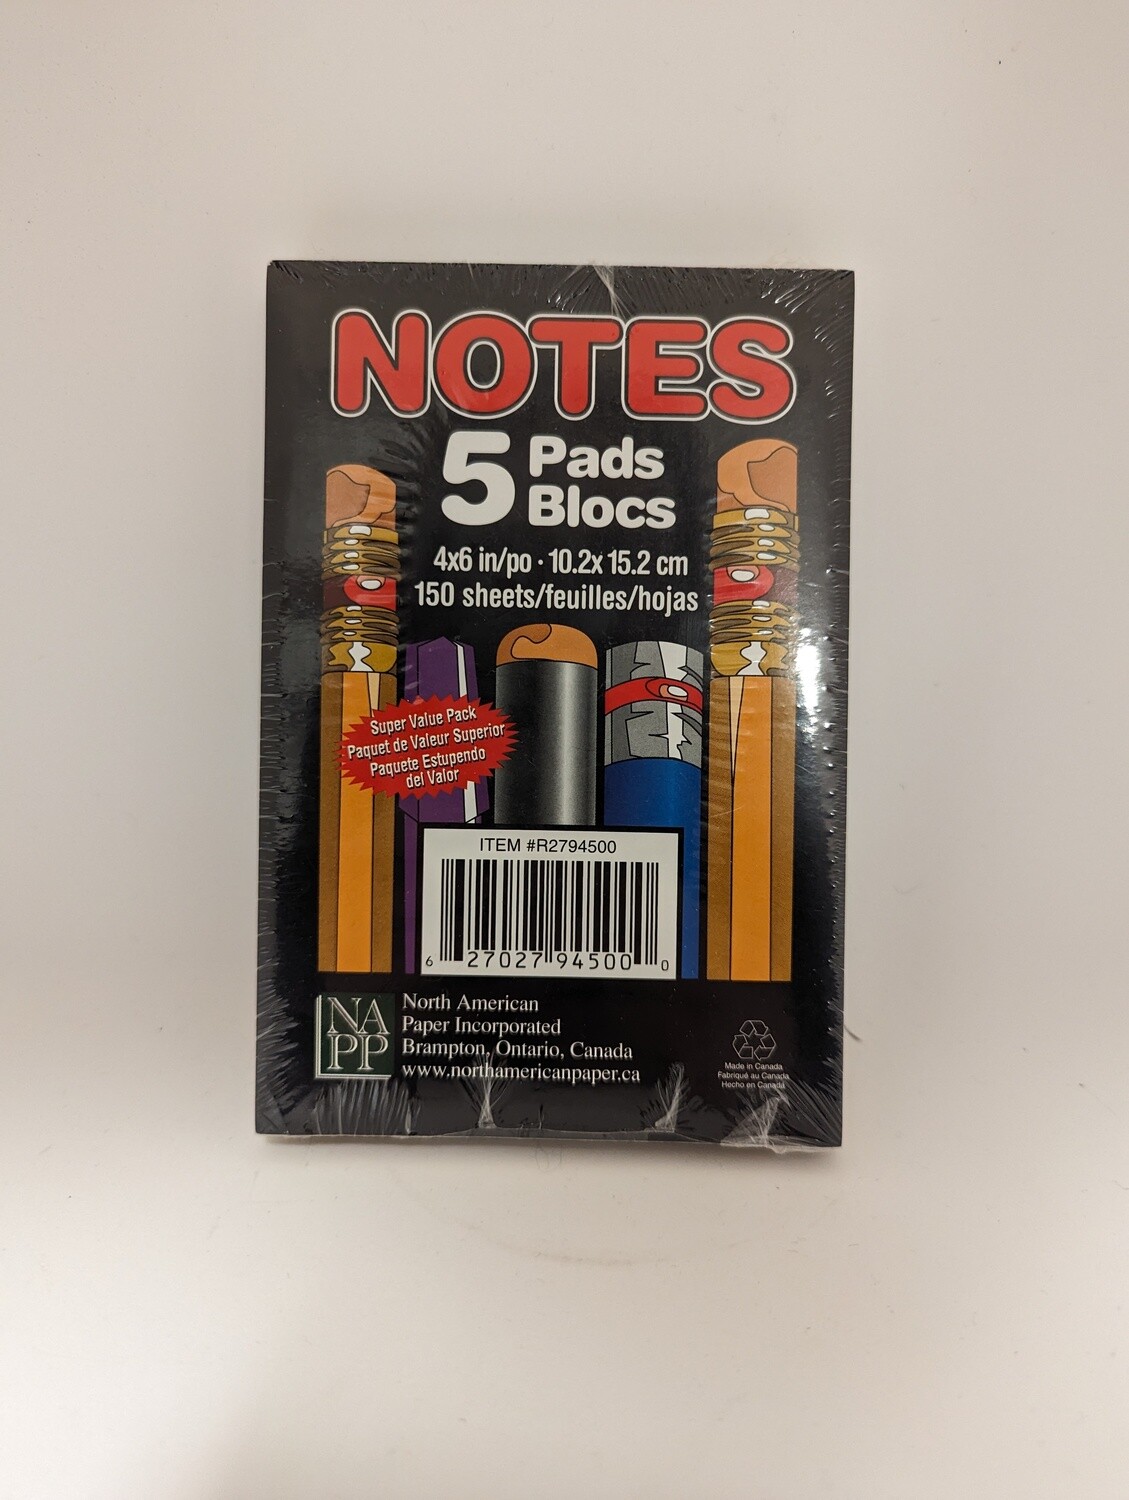 NOTES
5 Pads
Blocs
4x6 in/po · 10.2x 15.2 cm
150 sheets/feuilles/hojas
Super Value Pack
Paquet de Valeur Superior
Paquete Estupendo
del Valor
ITEM #R2794500
6 27027 94500 0
NA
PP
North American
Paper Incorporated
Brampton, Ontario, Canada
www.northamericanpaper.ca
Made in Canada
Fabriqué au Canada
Hecho en Canadá